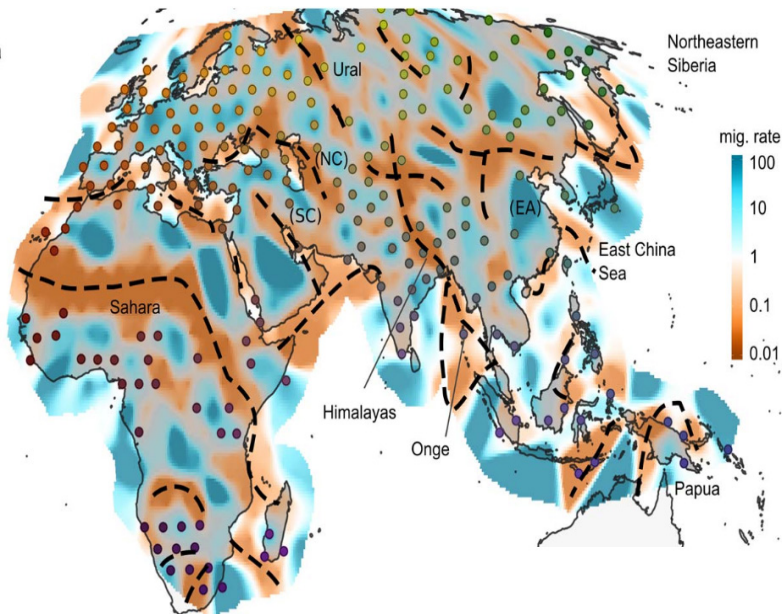 Northeastern
Siberia
Ural
mig. rate
100
10
1
0.1
0.01
(NC)
(SC)
(EA)
East China
Sea
Sahara
Himalayas
Onge
Papua